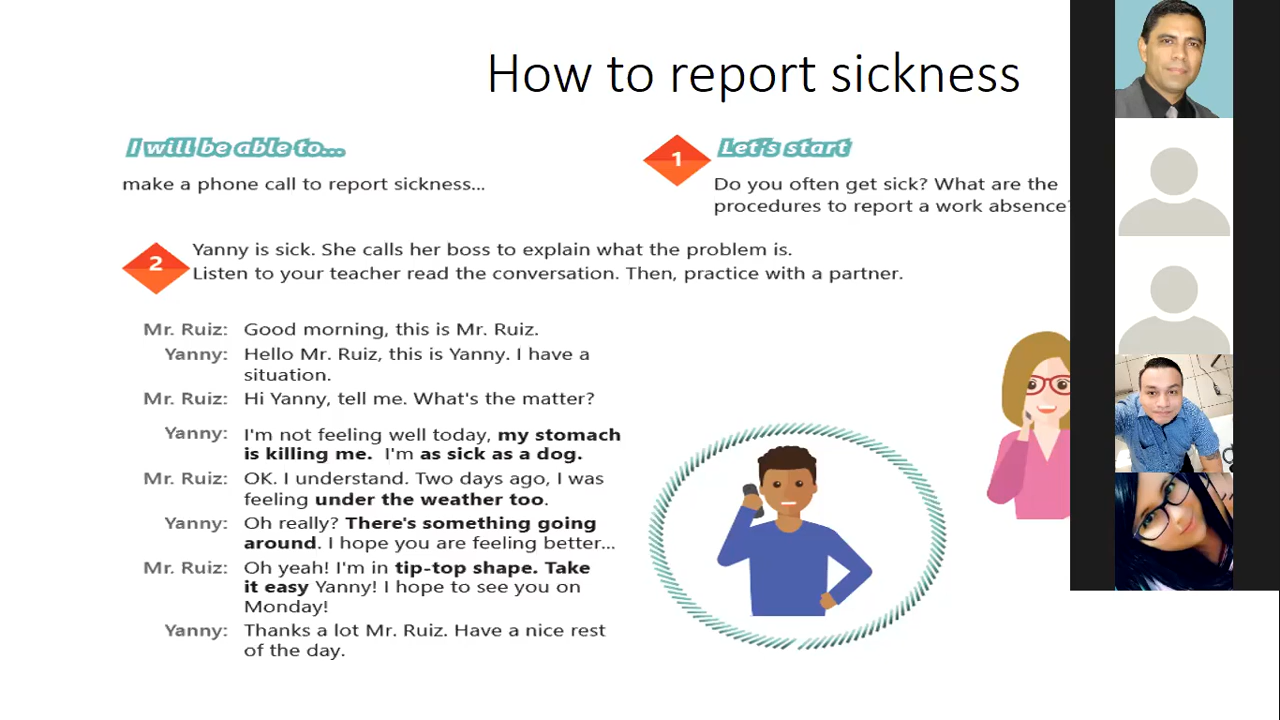 How to report sickness
I will be able to...
make a phone call to report sickness...
1
Let's start
Do you often get sick? What are the
procedures to report a work absence?
2
Yanny is sick. She calls her boss to explain what the problem is.
Listen to your teacher read the conversation. Then, practice with a partner.
Mr. Ruiz: Good morning, this is Mr. Ruiz.
Yanny: Hello Mr. Ruiz, this is Yanny. I have a
situation.
Mr. Ruiz: Hi Yanny, tell me. What's the matter?
Yanny: I'm not feeling well today, my stomach
is killing me. I'm as sick as a dog.
Mr. Ruiz: OK. I understand. Two days ago, I was
feeling under the weather too.
Yanny: Oh really? There's something going
around. I hope you are feeling better...
Mr. Ruiz: Oh yeah! I'm in tip-top shape. Take
it easy Yanny! I hope to see you on
Monday!
Yanny: Thanks a lot Mr. Ruiz. Have a nice rest
of the day.